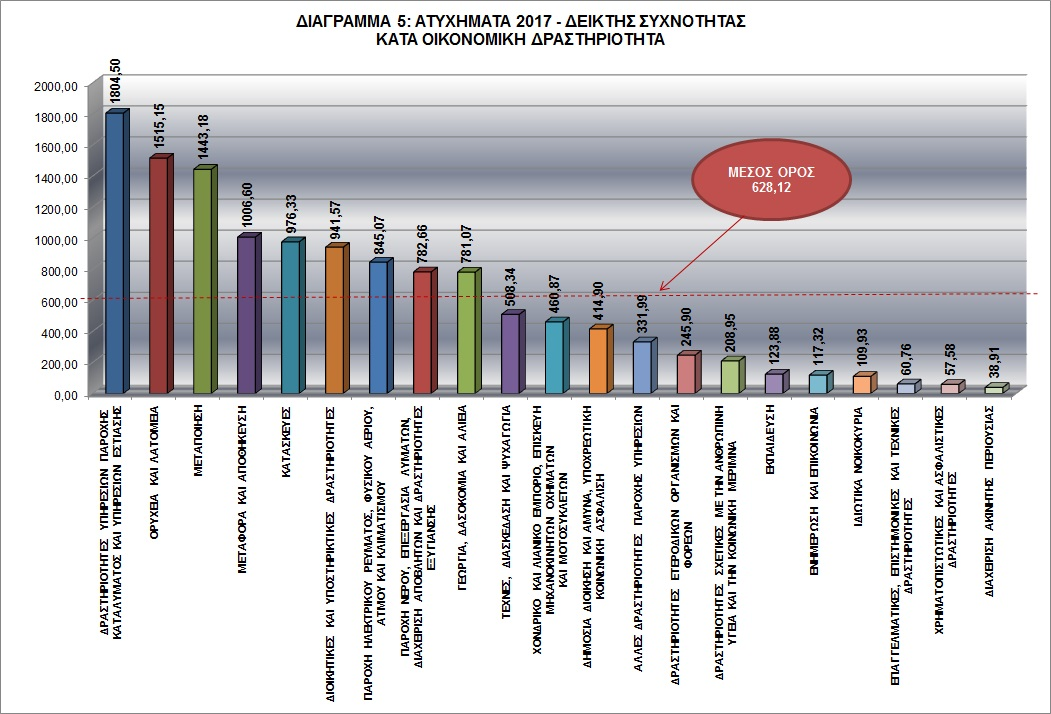 ΔΙΑΓΡΑΜΜΑ 5: ΑΤΥΧΗΜΑΤΑ 2017 - ΔΕΙΚΤΗΣ ΣΥΧΝΟΤΗΤΑΣ
ΚΑΤΑ ΟΙΚΟΝΟΜΙΚΗ ΔΡΑΣΤΗΡΙΟΤΗΤΑ
2000,00
1800,00
1600,00
1400,00
1200,00
1000,00
800,00
600,00
400,00
200,00
0,00
1804,50
1515,15
1443,18
1006,60
976,33
941,57
845,07
782,66
781,07
508,34
460,87
414,90
331,99
245,90
208,95
123,88
117,32
109,93
60,76
57,58
38,91
ΜΕΣΟΣ ΟΡΟΣ
628,12
ΔΡΑΣΤΗΡΙΟΤΗΤΕΣ ΥΠΗΡΕΣΙΩΝ ΠΑΡΟΧΗΣ
ΚΑΤΑΛΥΜΑΤΟΣ ΚΑΙ ΥΠΗΡΕΣΙΩΝ ΕΣΤΙΑΣΗΣ
ΟΡΥΧΕΙΑ ΚΑΙ ΛΑΤΟΜΕΙΑ
ΜΕΤΑΠΟΙΗΣΗ
ΜΕΤΑΦΟΡΑ ΚΑΙ ΑΠΟΘΗΚΕΥΣΗ
ΚΑΤΑΣΚΕΥΕΣ
ΔΙΟΙΚΗΤΙΚΕΣ ΚΑΙ ΥΠΟΣΤΗΡΙΚΤΙΚΕΣ ΔΡΑΣΤΗΡΙΟΤΗΤΕΣ
ΠΑΡΟΧΗ ΗΛΕΚΤΡΙΚΟΥ ΡΕΥΜΑΤΟΣ, ΦΥΣΙΚΟΥ ΑΕΡΙΟΥ,
ΑΤΜΟΥ ΚΑΙ ΚΛΙΜΑΤΙΣΜΟΥ
ΠΑΡΟΧΗ ΝΕΡΟΥ, ΕΠΕΞΕΡΓΑΣΙΑ ΛΥΜΑΤΩΝ,
ΔΙΑΧΕΙΡΙΣΗ ΑΠΟΒΛΗΤΩΝ ΚΑΙ ΔΡΑΣΤΗΡΙΟΤΗΤΕΣ
ΕΞΥΓΙΑΝΣΗΣ
ΓΕΩΡΓΙΑ, ΔΑΣΟΚΟΜΙΑ ΚΑΙ ΑΛΙΕΙΑ
ΤΕΧΝΕΣ, ΔΙΑΣΚΕΔΑΣΗ ΚΑΙ ΨΥΧΑΓΩΓΙΑ
ΧΟΝΔΡΙΚΟ ΚΑΙ ΛΙΑΝΙΚΟ ΕΜΠΟΡΙΟ, ΕΠΙΣΚΕΥΗ
ΜΗΧΑΝΟΚΙΝΗΤΩΝ ΟΧΗΜΑΤΩΝ
ΚΑΙ ΜΟΤΟΣΥΚΛΕΤΩΝ
ΔΗΜΟΣΙΑ ΔΙΟΙΚΗΣΗ ΚΑΙ ΑΜΥΝΑ, ΥΠΟΧΡΕΩΤΙΚΗ
ΚΟΙΝΩΝΙΚΗ ΑΣΦΑΛΙΣΗ
ΑΛΛΕΣ ΔΡΑΣΤΗΡΙΟΤΗΤΕΣ ΠΑΡΟΧΗΣ ΥΠΗΡΕΣΙΩΝ
ΔΡΑΣΤΗΡΙΟΤΗΤΕΣ ΕΤΕΡΟΔΙΚΩΝ ΟΡΓΑΝΙΣΜΩΝ ΚΑΙ
ΦΟΡΕΩΝ
ΔΡΑΣΤΗΡΙΟΤΗΤΕΣ ΣΧΕΤΙΚΕΣ ΜΕ ΤΗΝ ΑΝΘΡΩΠΙΝΗ
ΥΓΕΙΑ ΚΑΙ ΤΗΝ ΚΟΙΝΩΝΙΚΗ ΜΕΡΙΜΝΑ
ΕΚΠΑΙΔΕΥΣΗ
ΕΝΗΜΕΡΩΣΗ ΚΑΙ ΕΠΙΚΟΙΝΩΝΙΑ
ΙΔΙΩΤΙΚΑ ΝΟΙΚΟΚΥΡΙΑ
ΕΠΑΓΓΕΛΜΑΤΙΚΕΣ, ΕΠΙΣΤΗΜΟΝΙΚΕΣ ΚΑΙ ΤΕΧΝΙΚΕΣ
ΔΡΑΣΤΗΡΙΟΤΗΤΕΣ
ΧΡΗΜΑΤΟΠΙΣΤΩΤΙΚΕΣ ΚΑΙ ΑΣΦΑΛΙΣΤΙΚΕΣ
ΔΡΑΣΤΗΡΙΟΤΗΤΕΣ
ΔΙΑΧΕΙΡΙΣΗ ΑΚΙΝΗΤΗΣ ΠΕΡΙΟΥΣΙΑΣ